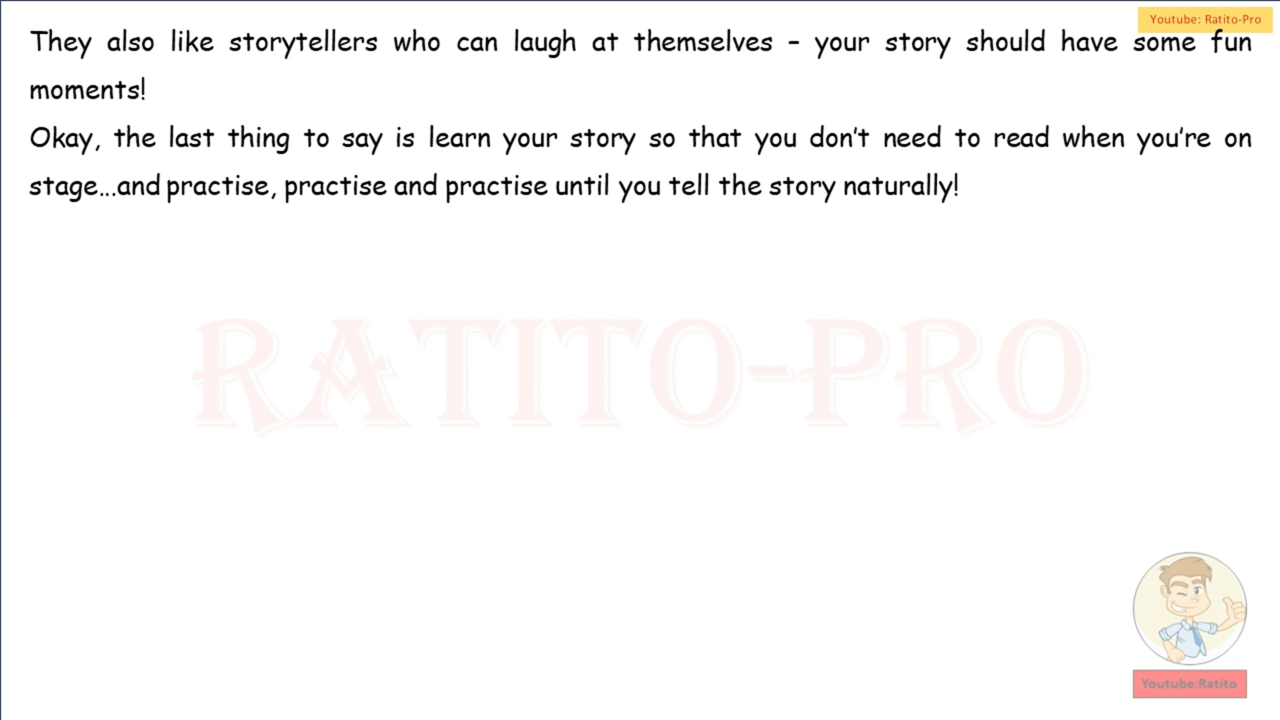 Youtube: Ratito-Pro
They also like storytellers who can laugh at themselves – your story should have some fun
moments!
Okay, the last thing to say is learn your story so that you don’t need to read when you’re on
stage...and practise, practise and practise until you tell the story naturally!
RATITO-PRO
Youtube:Ratito